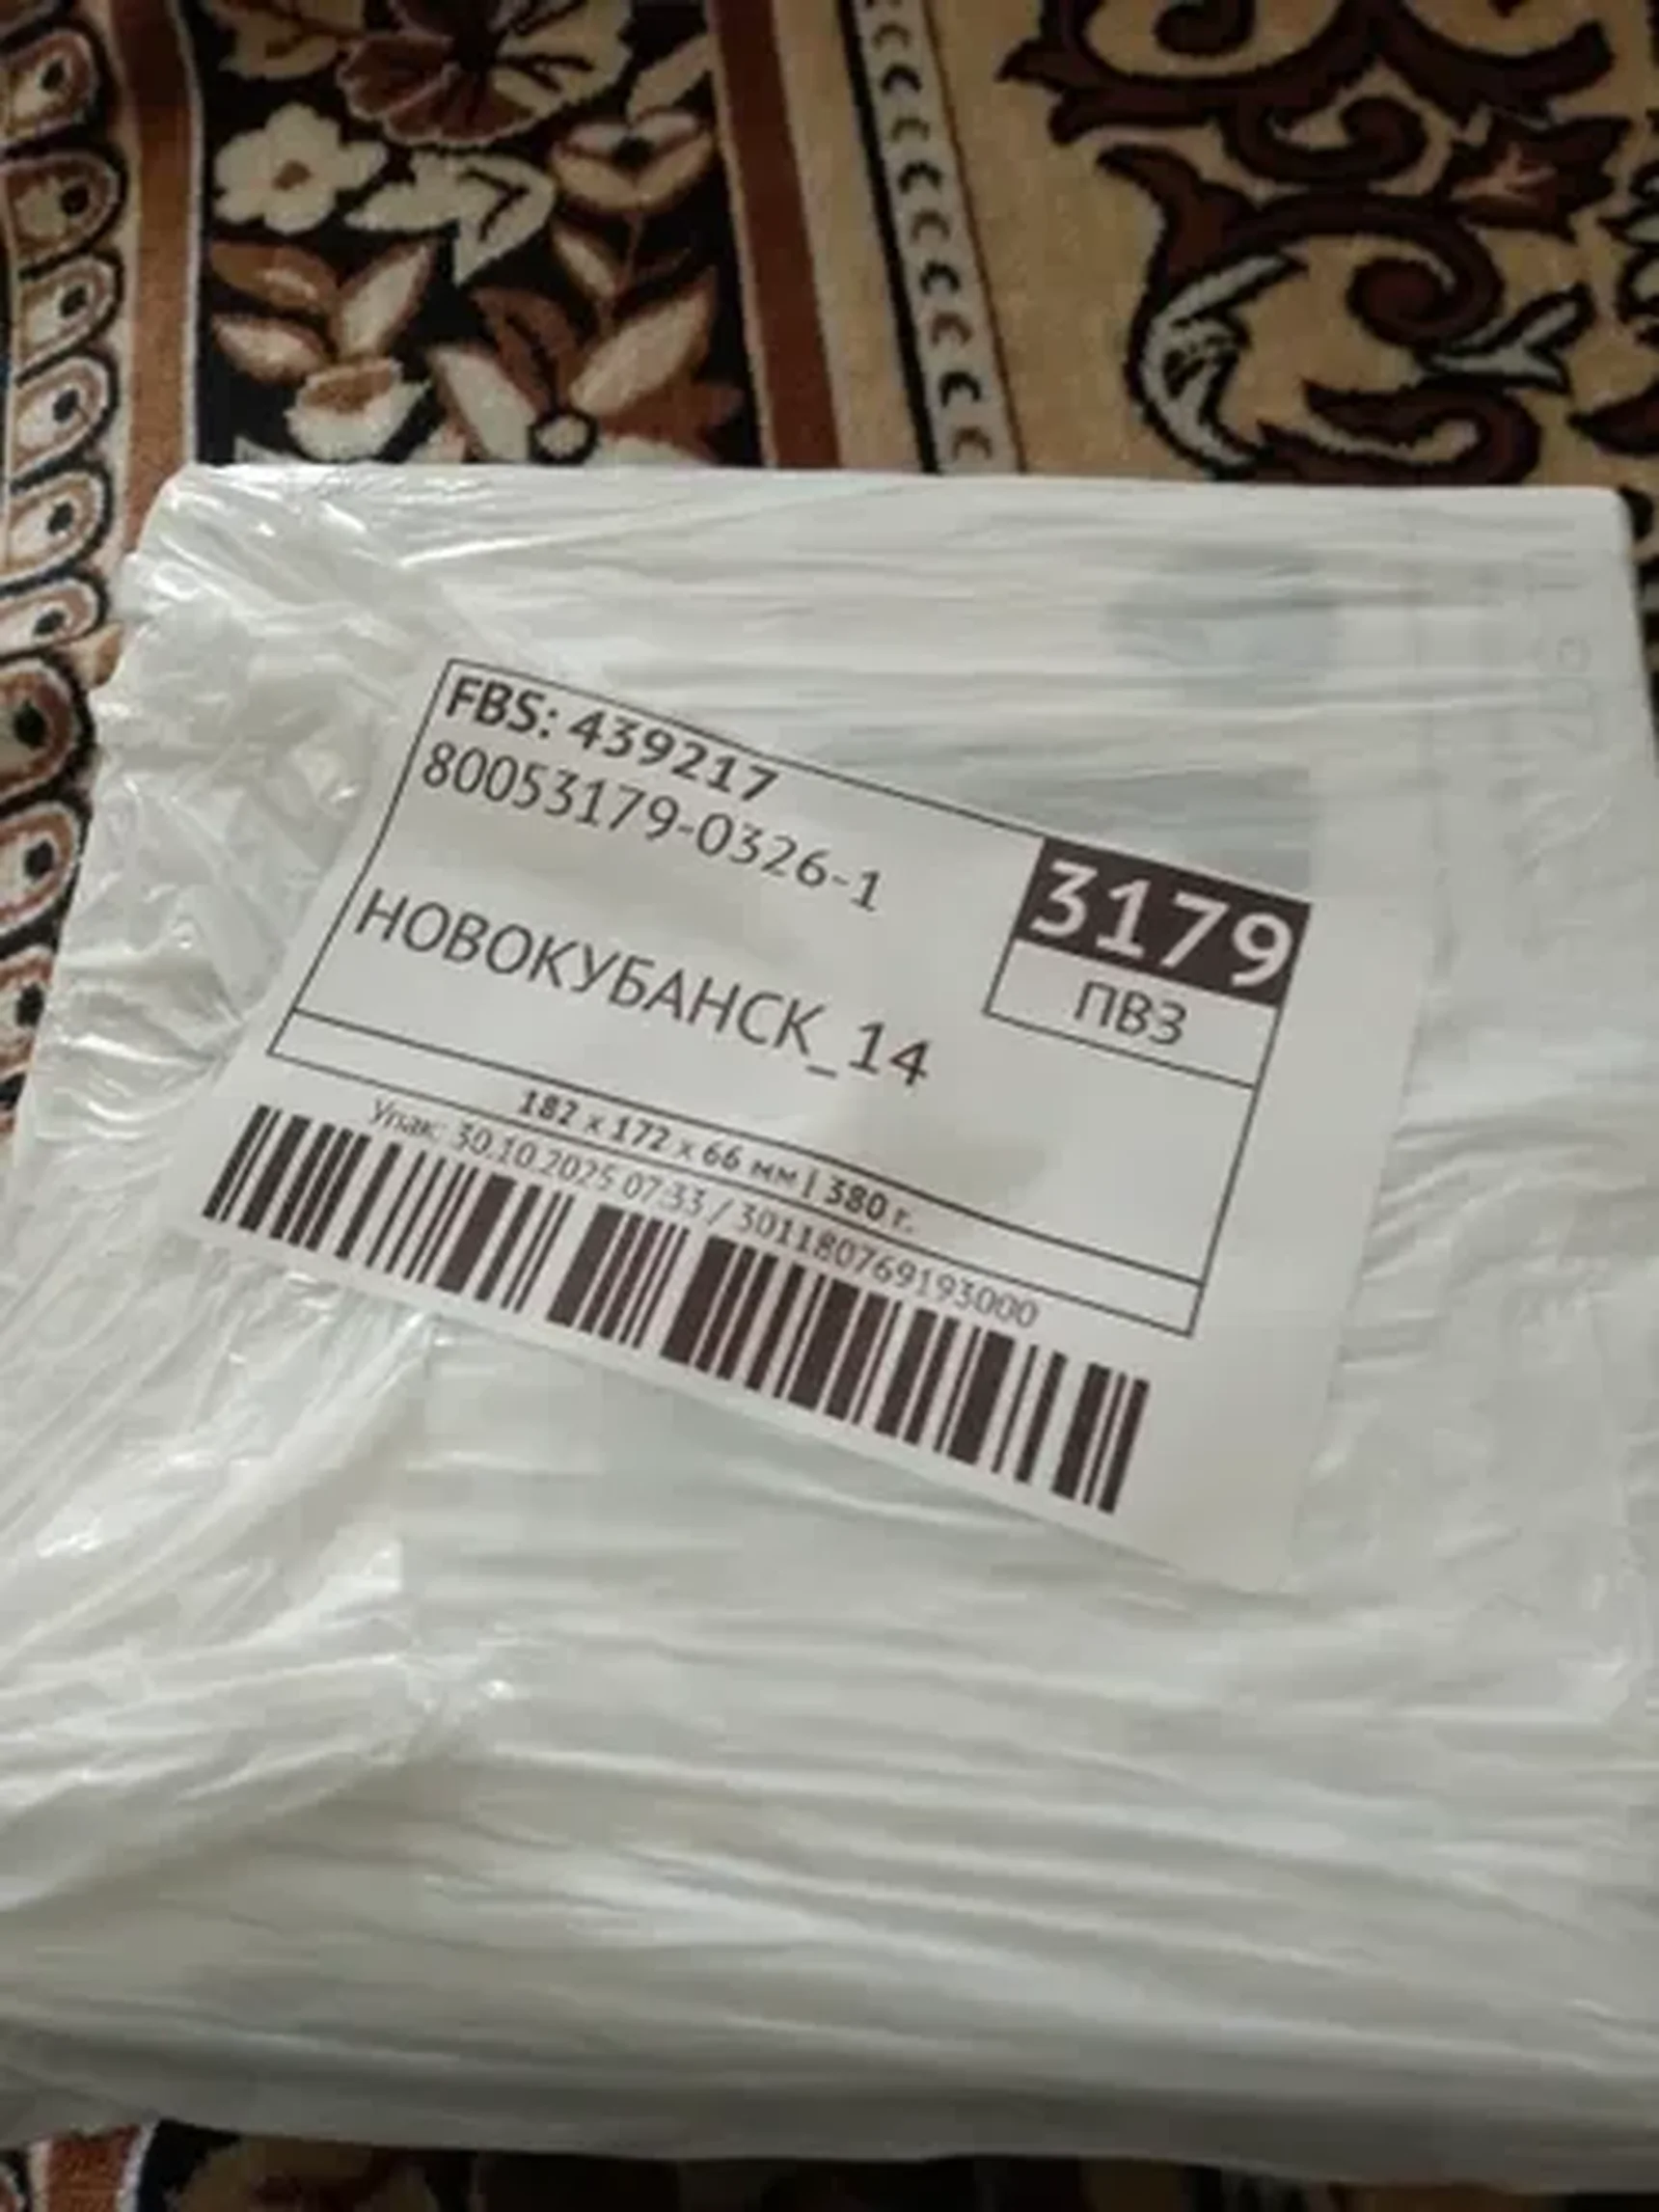 FBS: 439217
80053179-0326-1
3179
ПВЗ
НОВОКУБАНСК_14
182 x 172 x 66 мм | 380 г.
Упак: 30.10.2025 07:33 / 301180769193000